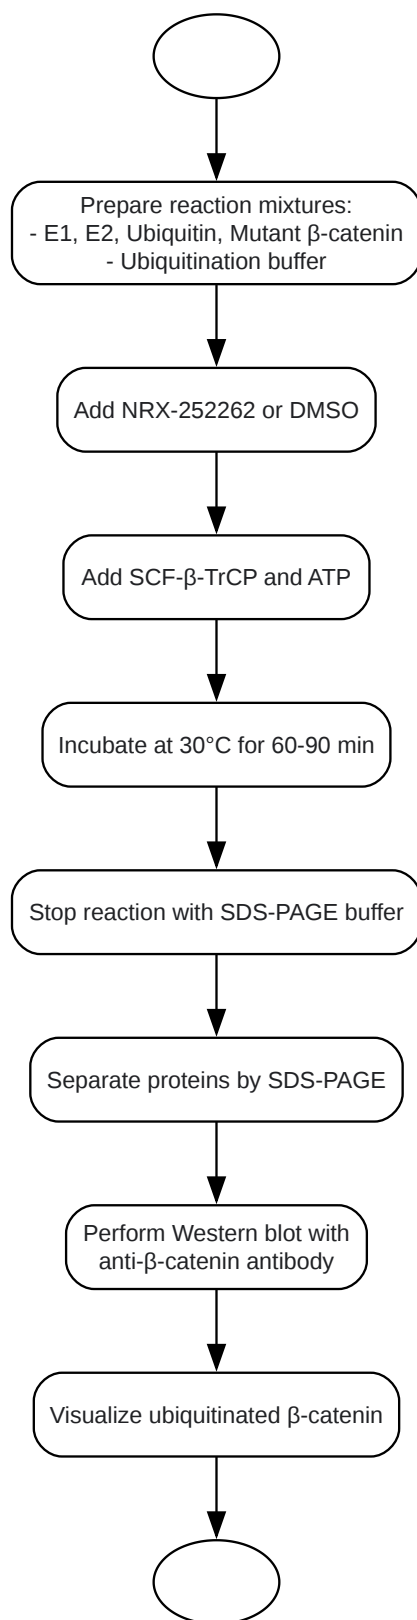 Prepare reaction mixtures:
- E1, E2, Ubiquitin, Mutant β-catenin
- Ubiquitination buffer
Add NRX-252262 or DMSO
Add SCF-β-TrCP and ATP
Incubate at 30°C for 60-90 min
Stop reaction with SDS-PAGE buffer
Separate proteins by SDS-PAGE
Perform Western blot with
anti-β-catenin antibody
Visualize ubiquitinated β-catenin